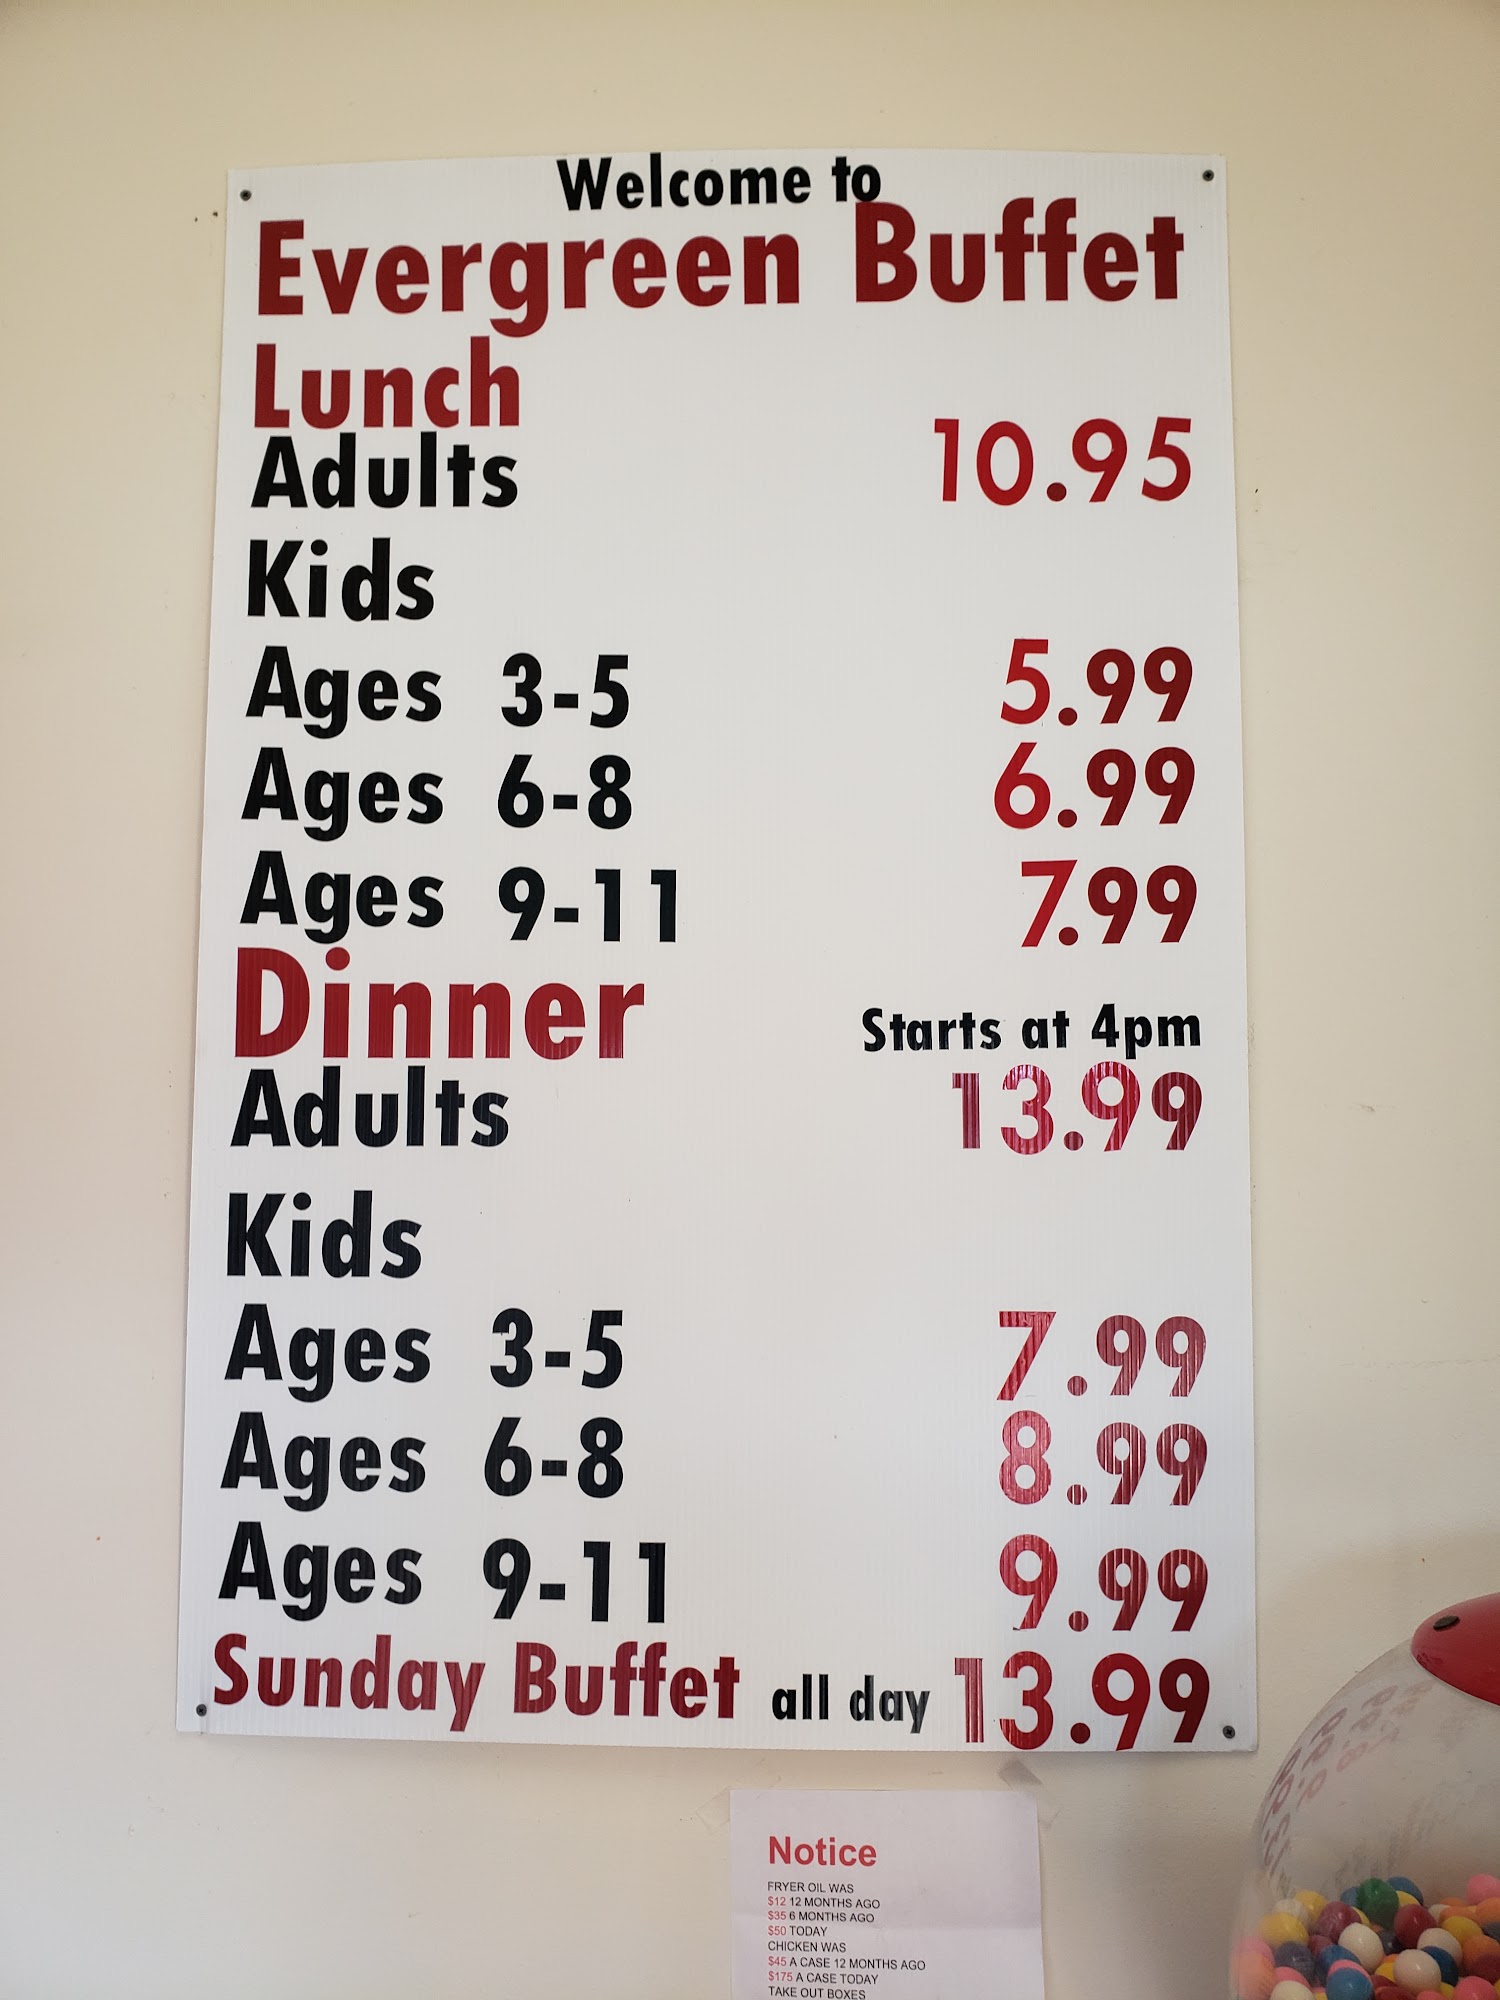 Welcome to
Evergreen Buffet
Lunch
Adults 10.95
Kids
Ages 3-5 5.99
Ages 6-8 6.99
Ages 9-11 7.99
Dinner Starts at 4pm
Adults 13.99
Kids
Ages 3-5 7.99
Ages 6-8 8.99
Ages 9-11 9.99
Sunday Buffet all day 13.99
Notice
FRYER OIL WAS
$12 12 MONTHS AGO
$35 6 MONTHS AGO
$50 TODAY
CHICKEN WAS
$45 A CASE 12 MONTHS AGO
$175 A CASE TODAY
TAKE OUT BOXES